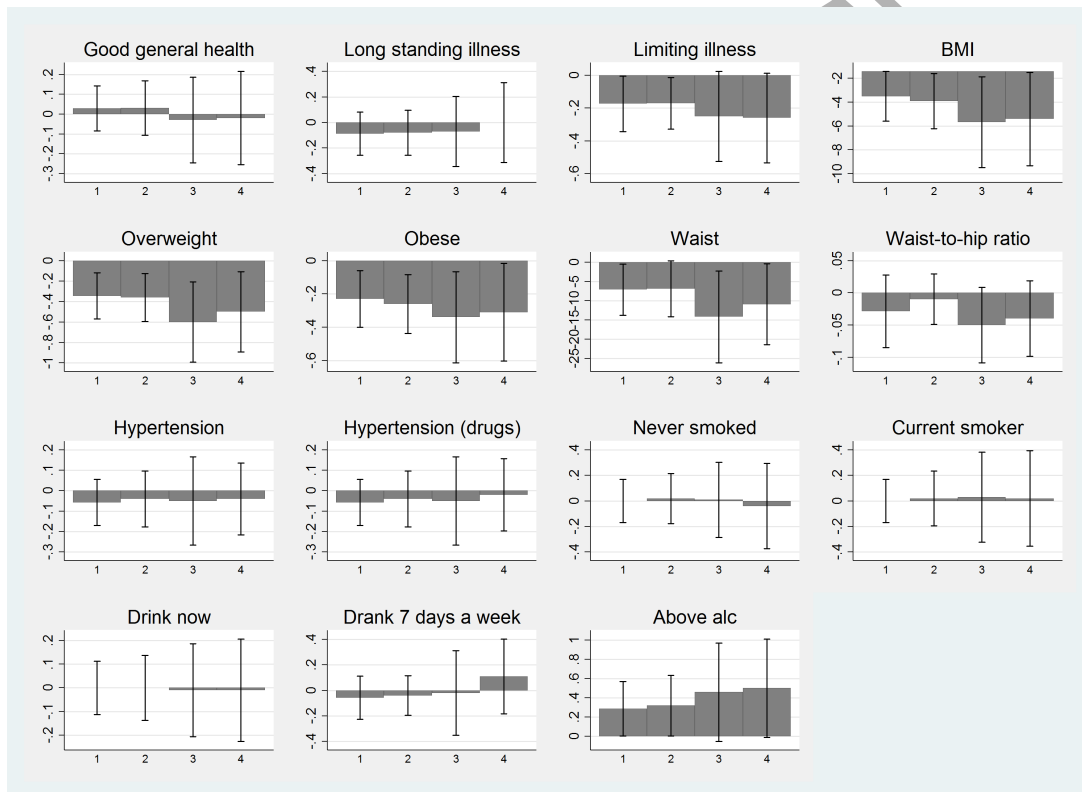 Good general health
-.3 -.2 -.1 0 .1 .2
1 2 3 4
Long standing illness
-.4 -.2 0 .2 .4
1 2 3 4
Limiting illness
-.6 -.4 -.2 0
1 2 3 4
BMI
-10 -8 -6 -4 -2
1 2 3 4
Overweight
-1 -.8 -.6 -.4 -.2 0
1 2 3 4
Obese
-.6 -.4 -.2 0
1 2 3 4
Waist
-25 -20 -15 -10 -5 0
1 2 3 4
Waist-to-hip ratio
-.1 -.05 0 .05
1 2 3 4
Hypertension
-.3 -.2 -.1 0 .1 .2
1 2 3 4
Hypertension (drugs)
-.3 -.2 -.1 0 .1 .2
1 2 3 4
Never smoked
-.4 -.2 0 .2 .4
1 2 3 4
Current smoker
-.4 -.2 0 .2 .4
1 2 3 4
Drink now
-.2 -.1 0 .1 .2
1 2 3 4
Drank 7 days a week
-.4 -.2 0 .2 .4
1 2 3 4
Above alc
0 .2 .4 .6 .8 1
1 2 3 4